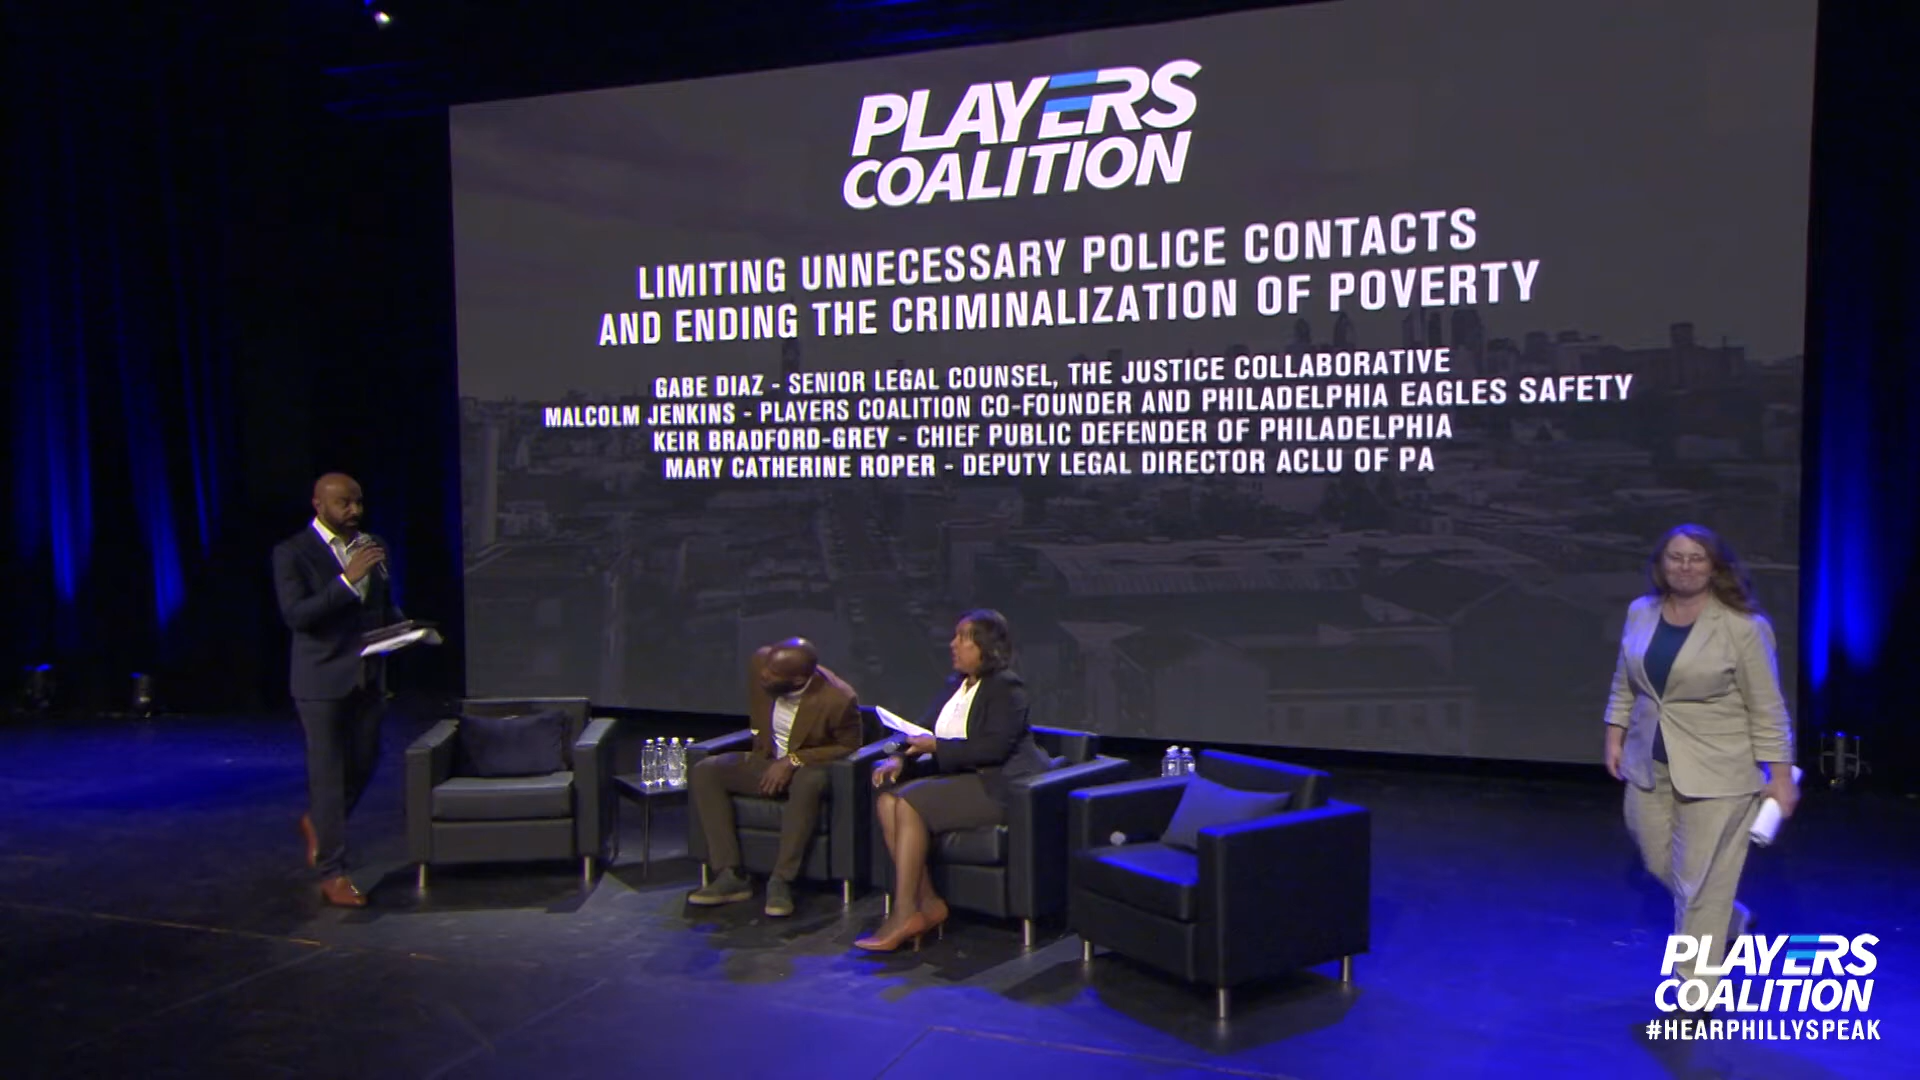 PLAYERS
COALITION
LIMITING UNNECESSARY POLICE CONTACTS
AND ENDING THE CRIMINALIZATION OF POVERTY
GABE DIAZ - SENIOR LEGAL COUNSEL, THE JUSTICE COLLABORATIVE
MALCOLM JENKINS - PLAYERS COALITION CO-FOUNDER AND PHILADELPHIA EAGLES SAFETY
KEIR BRADFORD-GREY - CHIEF PUBLIC DEFENDER OF PHILADELPHIA
MARY CATHERINE ROPER - DEPUTY LEGAL DIRECTOR ACLU OF PA
PLAYERS
COALITION
#HEARPHILLYSPEAK